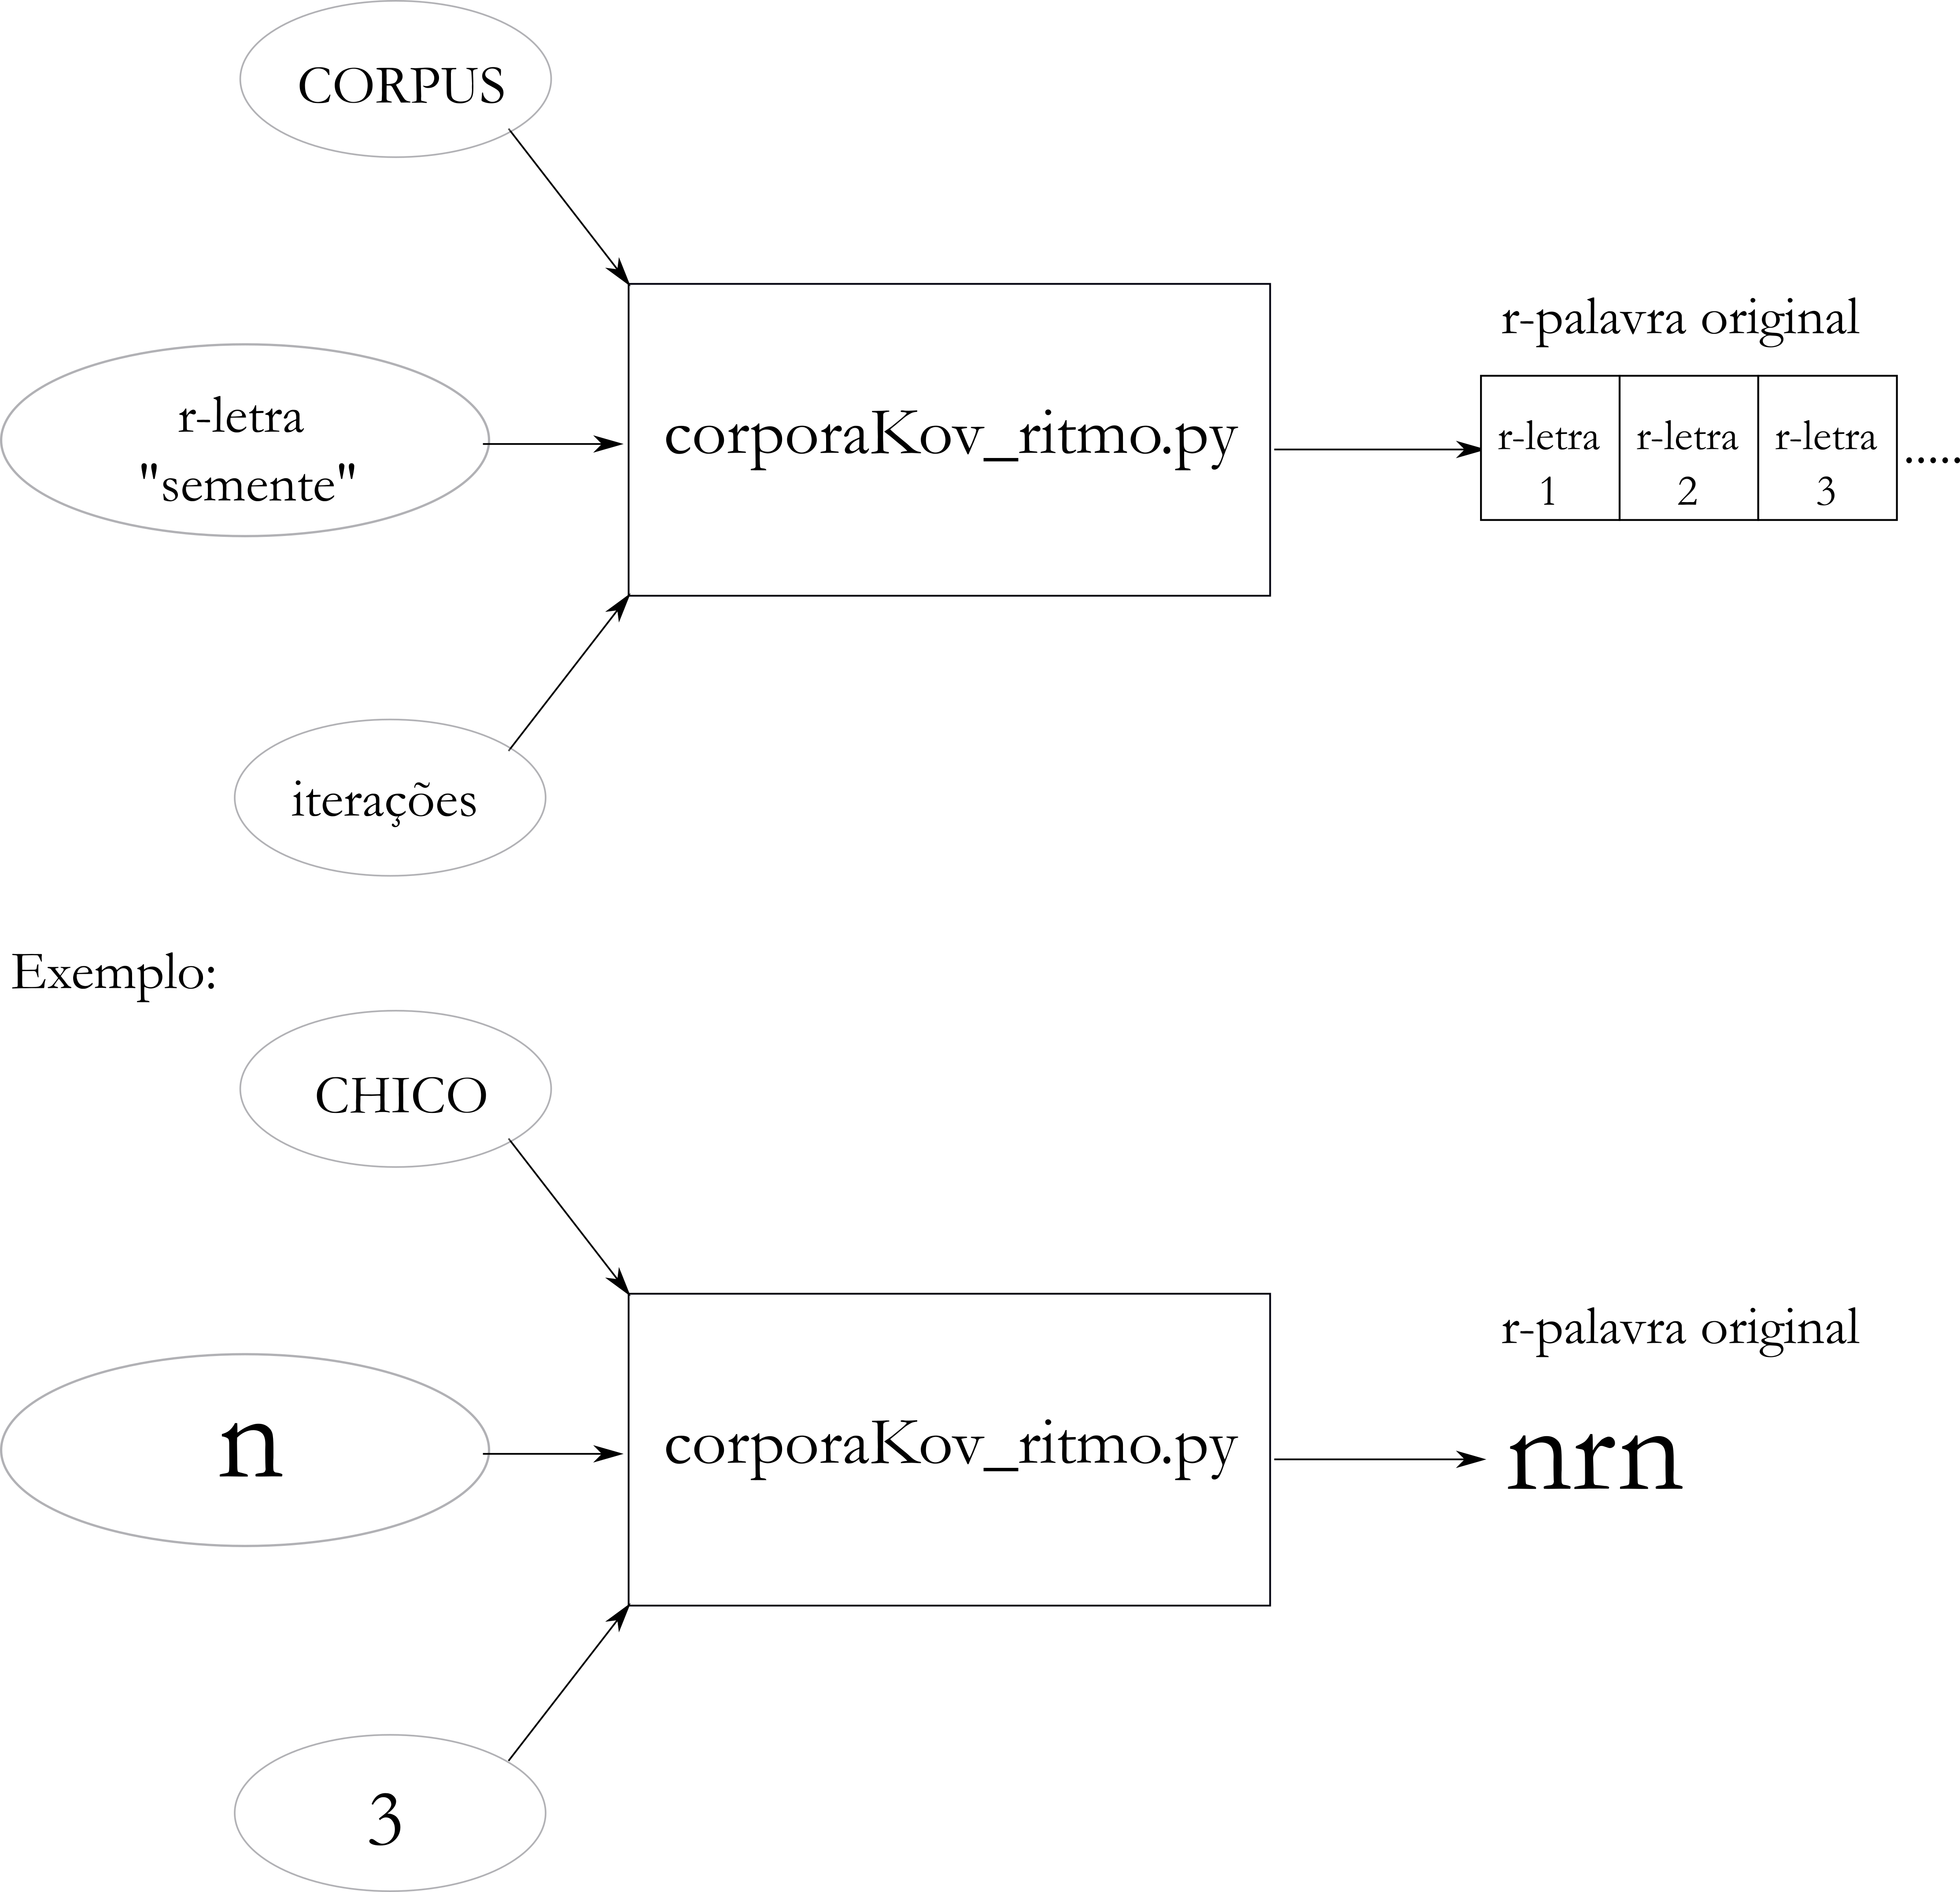 CORPUS
r-letra
"semente"
iterações
corporaKov_ritmo.py
r-palavra original
r-letra 1
r-letra 2
r-letra 3
.....
Exemplo:
CHICO
n
3
corporaKov_ritmo.py
r-palavra original
nrn